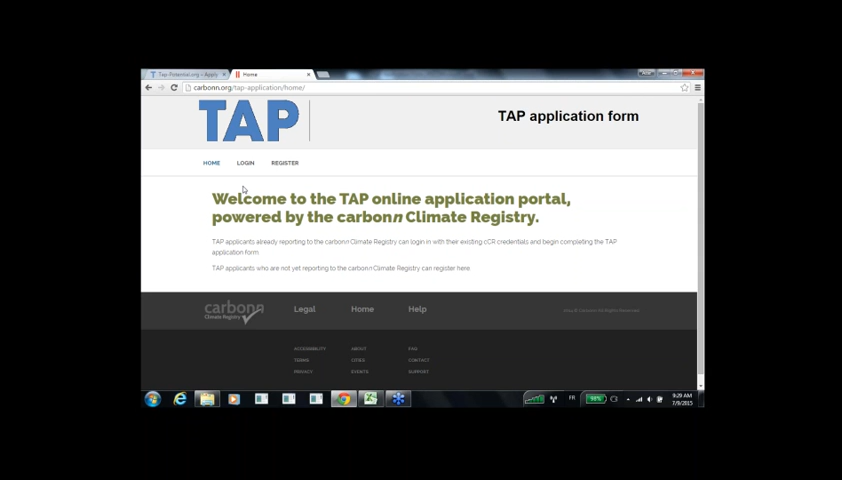 Tap-Potential.org – Apply
Home
carbonn.org/tap-application/home/
TAP
TAP application form
HOME LOGIN REGISTER
Welcome to the TAP online application portal,
powered by the carbonn Climate Registry.
TAP applicants already reporting to the carbonn Climate Registry can login in with their existing cCR credentials and begin completing the TAP
application form
TAP applicants who are not yet reporting to the carbonn Climate Registry can register here
carbonn
Climate Registry
Legal Home Help
ACCESSIBILITY ABOUT FAQ
TERMS CITIES CONTACT
PRIVACY EVENTS SUPPORT
FR
98%
9:29 AM
7/9/2015